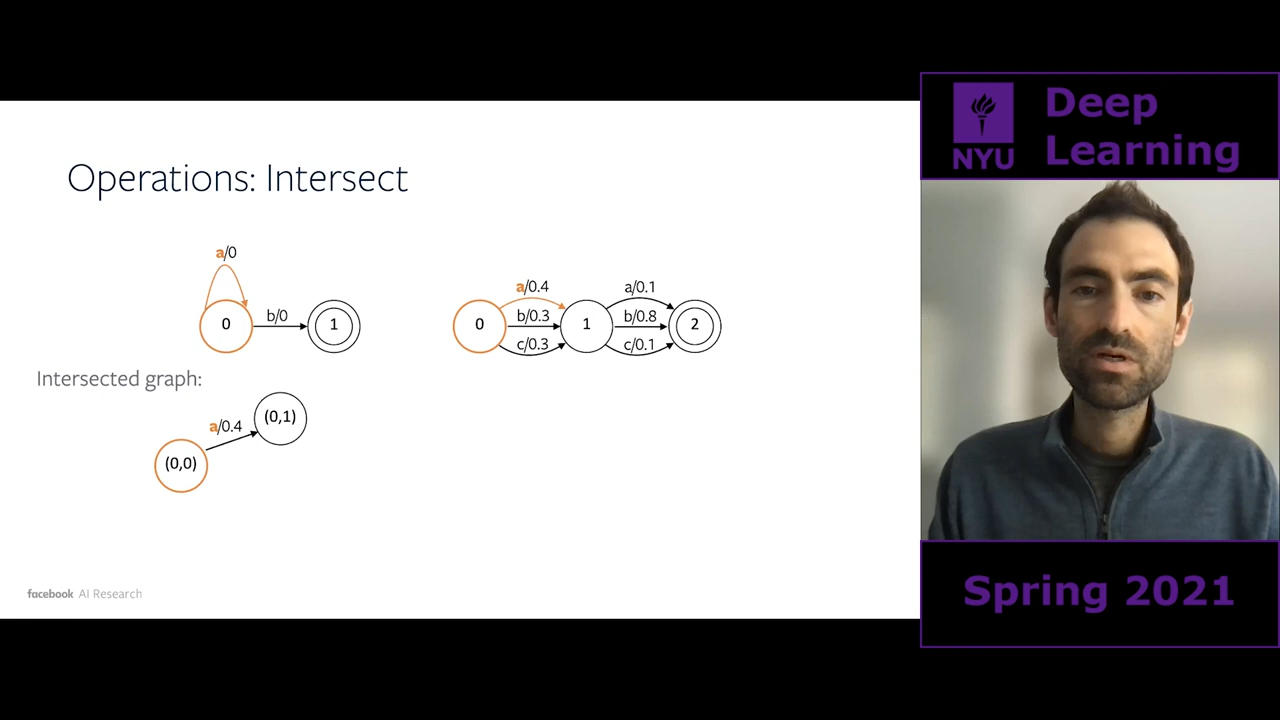 Operations: Intersect
a/0
0
b/0
1
0
a/0.4
b/0.3
c/0.3
1
a/0.1
b/0.8
c/0.1
2
Intersected graph:
(0,0)
a/0.4
(0,1)
facebook AI Research
NYU
Deep
Learning
Spring 2021